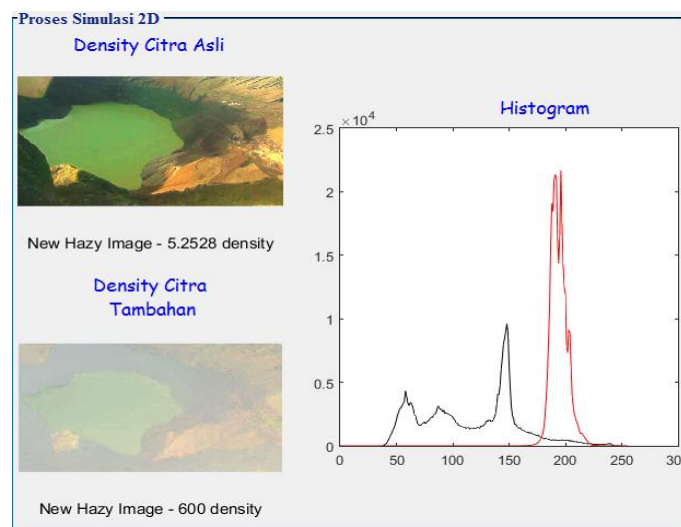 Proses Simulasi 2D
Density Citra Asli
New Hazy Image - 5.2528 density
Density Citra
Tambahan
New Hazy Image - 600 density
Histogram
×10⁴
2.5
2
1.5
1
0.5
0
0 50 100 150 200 250 300